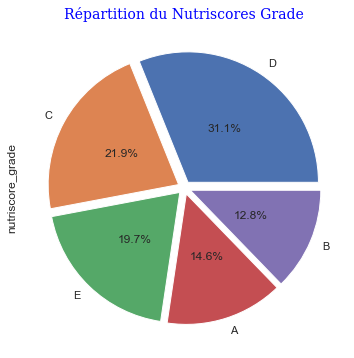 Répartition du Nutriscores Grade
D
31.1%
C
21.9%
nutriscore_grade
19.7%
E
14.6%
A
12.8%
B